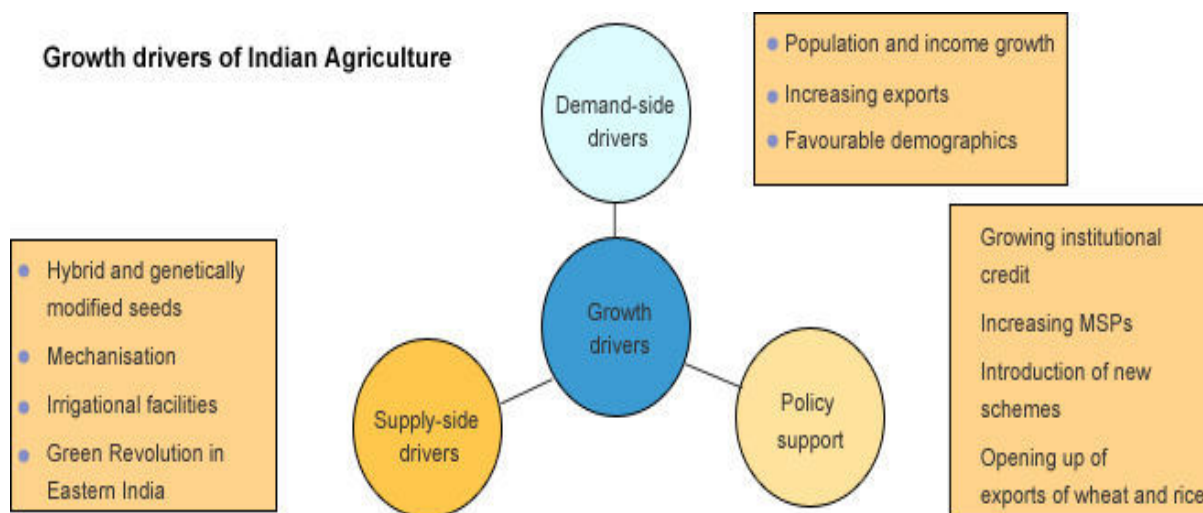 Growth drivers of Indian Agriculture
Demand-side
drivers
Population and income growth
Increasing exports
Favourable demographics
Hybrid and genetically
modified seeds
Mechanisation
Irrigational facilities
Green Revolution in
Eastern India
Growth
drivers
Supply-side
drivers
Policy
support
Growing institutional
credit
Increasing MSPs
Introduction of new
schemes
Opening up of
exports of wheat and rice